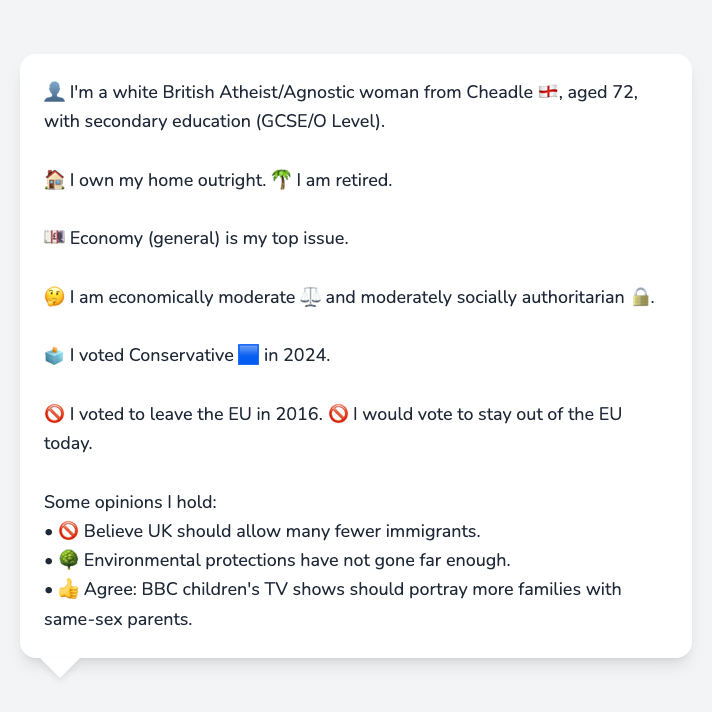 👤 I'm a white British Atheist/Agnostic woman from Cheadle 🏴󠁧󠁢󠁥󠁮󠁧󠁿, aged 72,
with secondary education (GCSE/O Level).
🏠 I own my home outright. 🌴 I am retired.
💷 Economy (general) is my top issue.
🤔 I am economically moderate ⚖️ and moderately socially authoritarian 🔒.
🗳️ I voted Conservative 🟦 in 2024.
🚫 I voted to leave the EU in 2016. 🚫 I would vote to stay out of the EU
today.
Some opinions I hold:
• 🚫 Believe UK should allow many fewer immigrants.
• 🌳 Environmental protections have not gone far enough.
• 👍 Agree: BBC children's TV shows should portray more families with
same-sex parents.